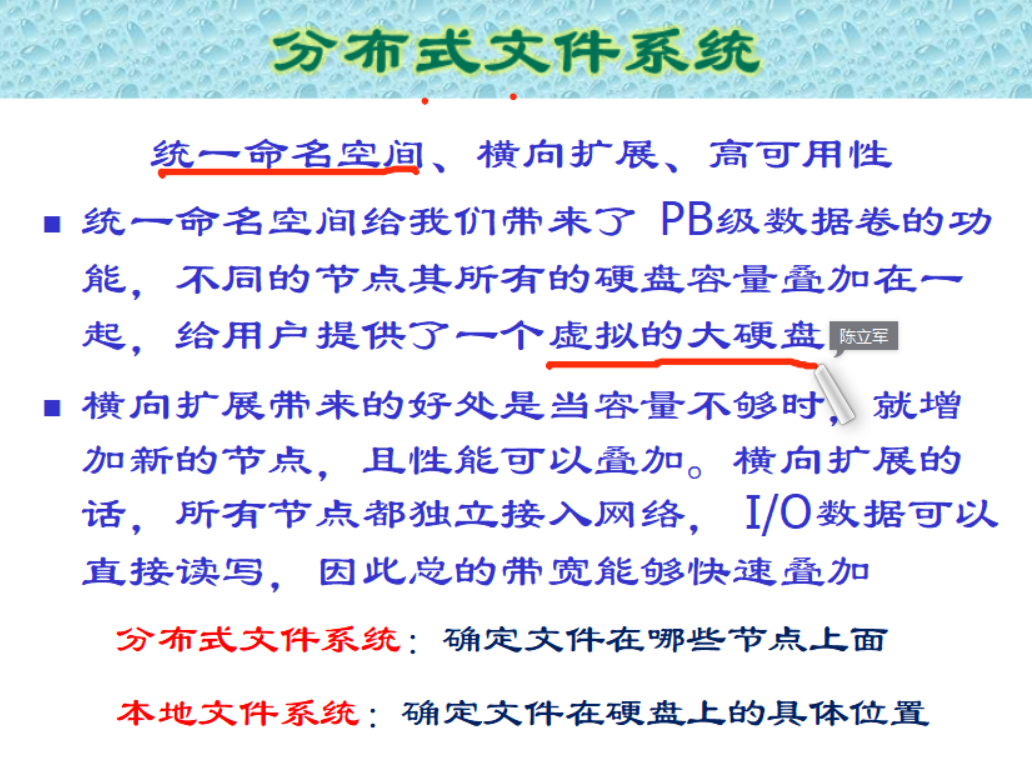 分布式文件系统
统一命名空间、横向扩展、高可用性
■ 统一命名空间给我们带来了 PB级数据卷的功
能，不同的节点其所有的硬盘容量叠加在一
起，给用户提供了一个虚拟的大硬盘
陈立军
■ 横向扩展带来的好处是当容量不够时，就增
加新的节点，且性能可以叠加。横向扩展的
话，所有节点都独立接入网络， I/O数据可以
直接读写，因此总的带宽能够快速叠加
分布式文件系统：确定文件在哪些节点上面
本地文件系统：确定文件在硬盘上的具体位置